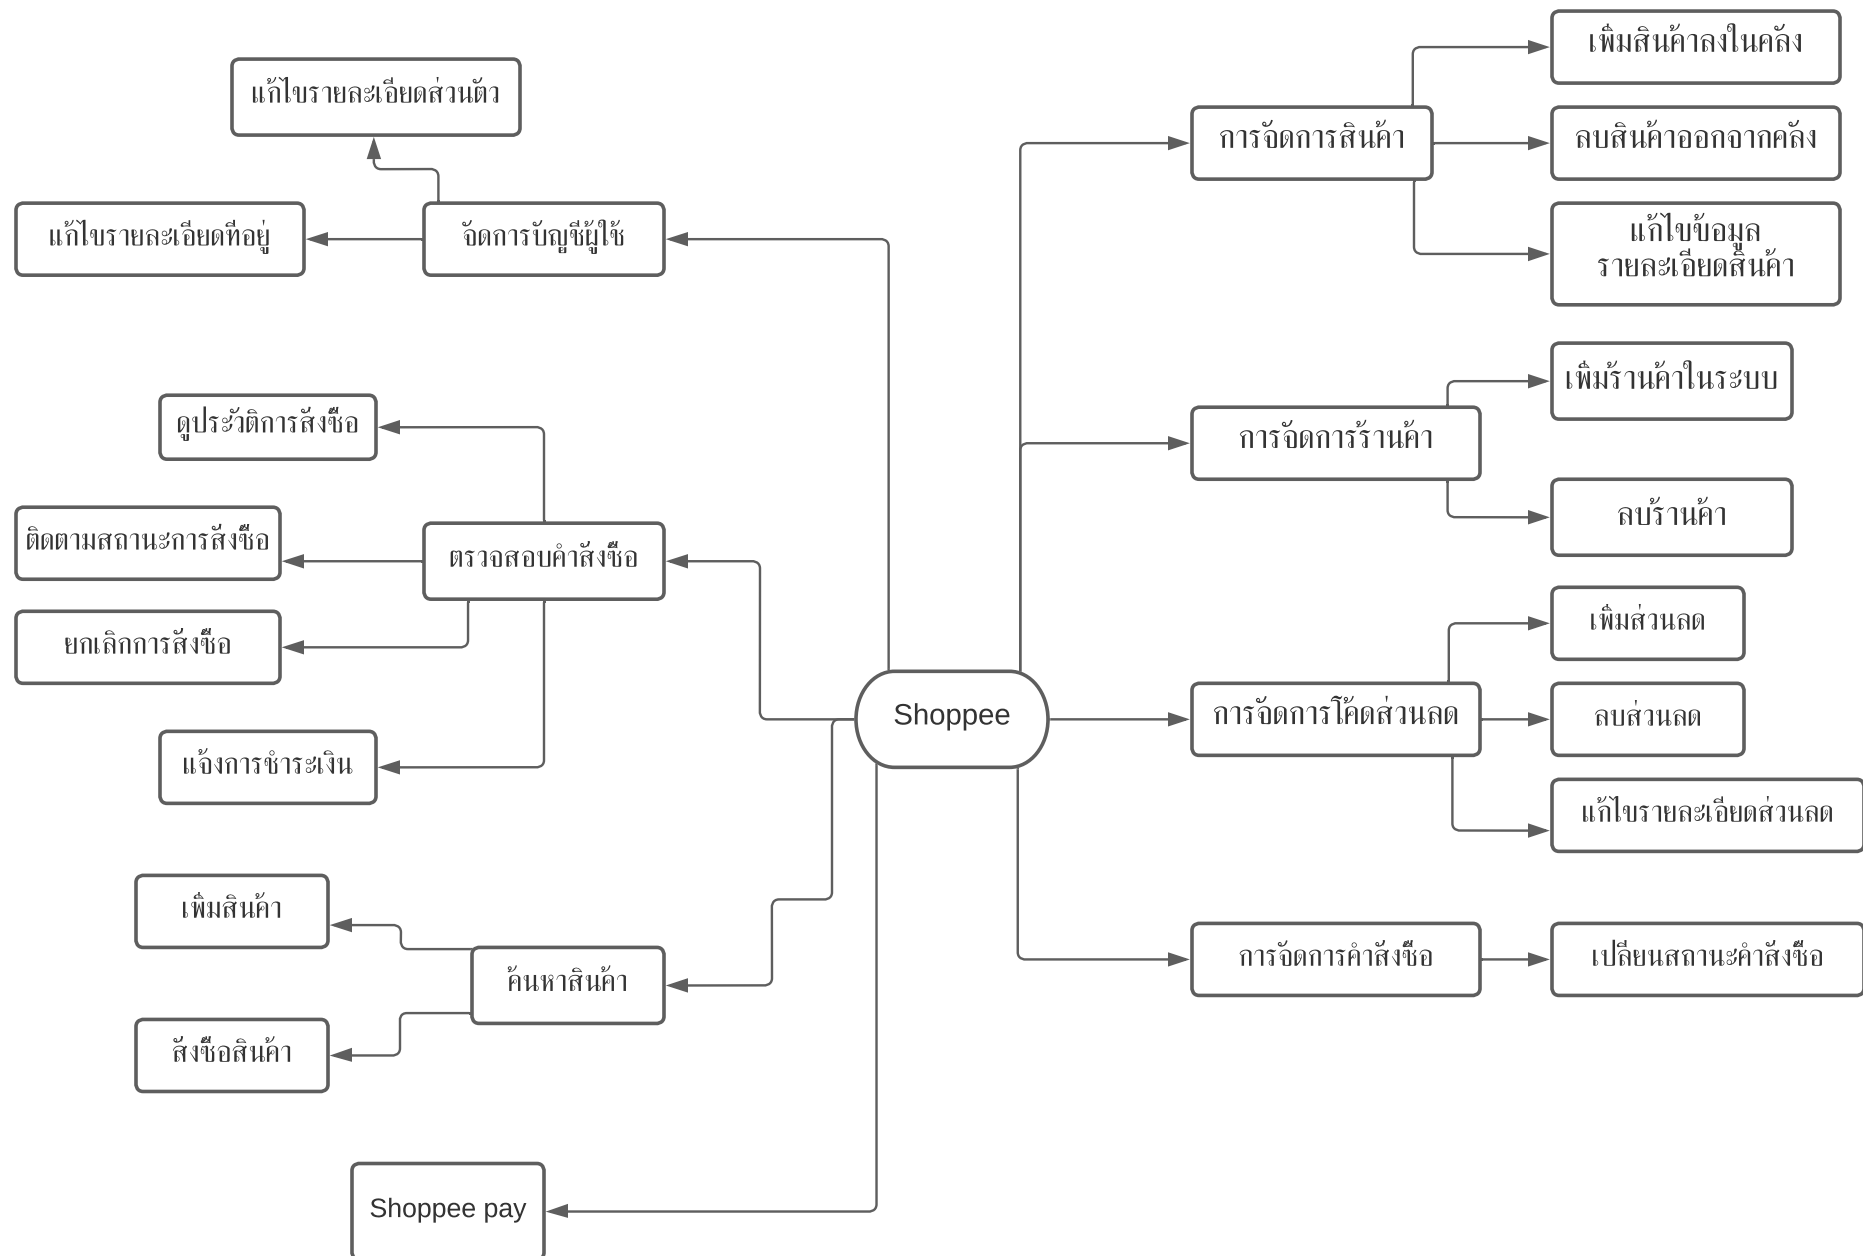 แก้ไขรายละเอียดส่วนตัว
แก้ไขรายละเอียดที่อยู่
จัดการบัญชีผู้ใช้
ดูประวัติการสั่งซื้อ
ติดตามสถานะการสั่งซื้อ
ตรวจสอบคำสั่งซื้อ
ยกเลิกการสั่งซื้อ
แจ้งการชำระเงิน
เพิ่มสินค้า
ค้นหาสินค้า
สั่งซื้อสินค้า
Shoppee pay
Shoppee
การจัดการสินค้า
เพิ่มสินค้าลงในคลัง
ลบสินค้าออกจากคลัง
แก้ไขข้อมูล
รายละเอียดสินค้า
การจัดการร้านค้า
เพิ่มร้านค้าในระบบ
ลบร้านค้า
การจัดการโค้ดส่วนลด
เพิ่มส่วนลด
ลบส่วนลด
แก้ไขรายละเอียดส่วนลด
การจัดการคำสั่งซื้อ
เปลี่ยนสถานะคำสั่งซื้อ